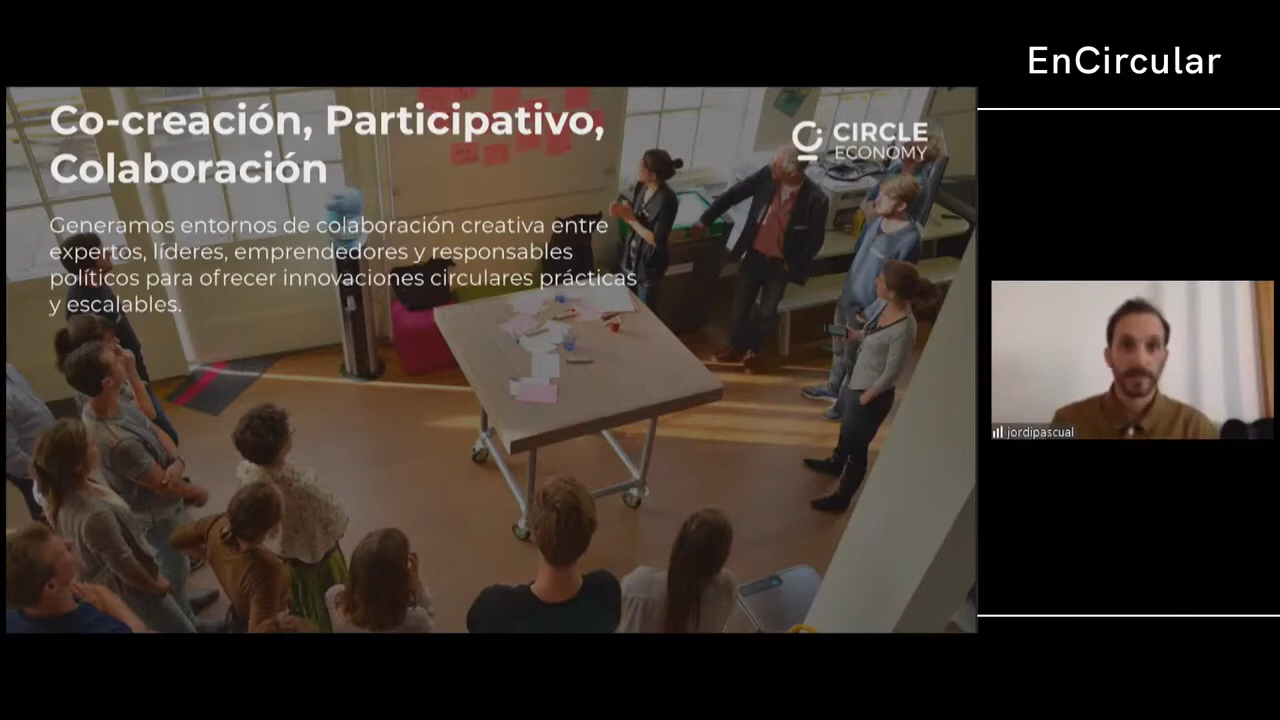 EnCircular
Co-creación, Participativo,
Colaboración
CIRCLE
ECONOMY
Generamos entornos de colaboración creativa entre
expertos, líderes, emprendedores y responsables
políticos para ofrecer innovaciones circulares prácticas
y escalables.
jordipascual